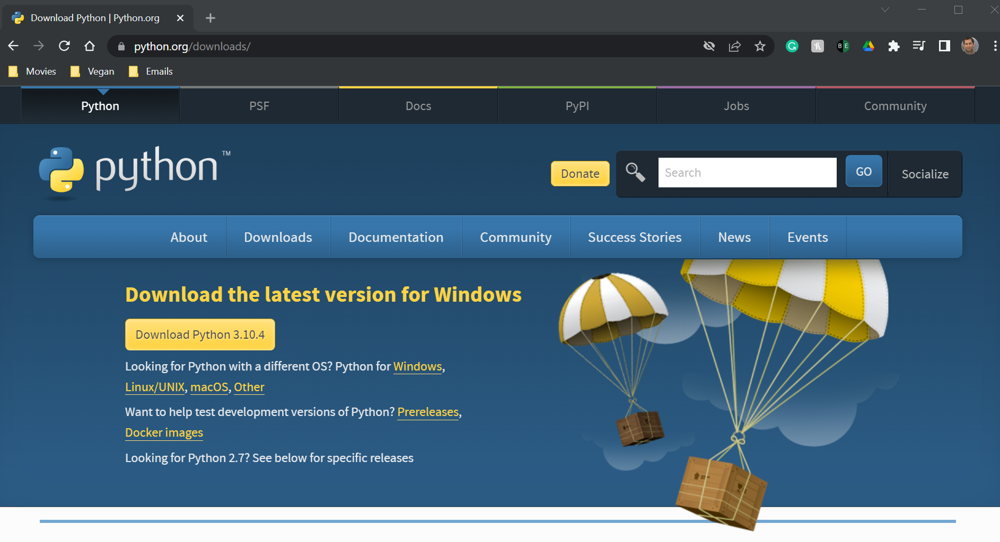 Download Python | Python.org
python.org/downloads/
BE
Movies Vegan Emails
Python PSF Docs PyPI Jobs Community
python™
Donate Search GO Socialize
About Downloads Documentation Community Success Stories News Events
Download the latest version for Windows
Download Python 3.10.4
Looking for Python with a different OS? Python for Windows,
Linux/UNIX, macOS, Other
Want to help test development versions of Python? Prereleases,
Docker images
Looking for Python 2.7? See below for specific releases